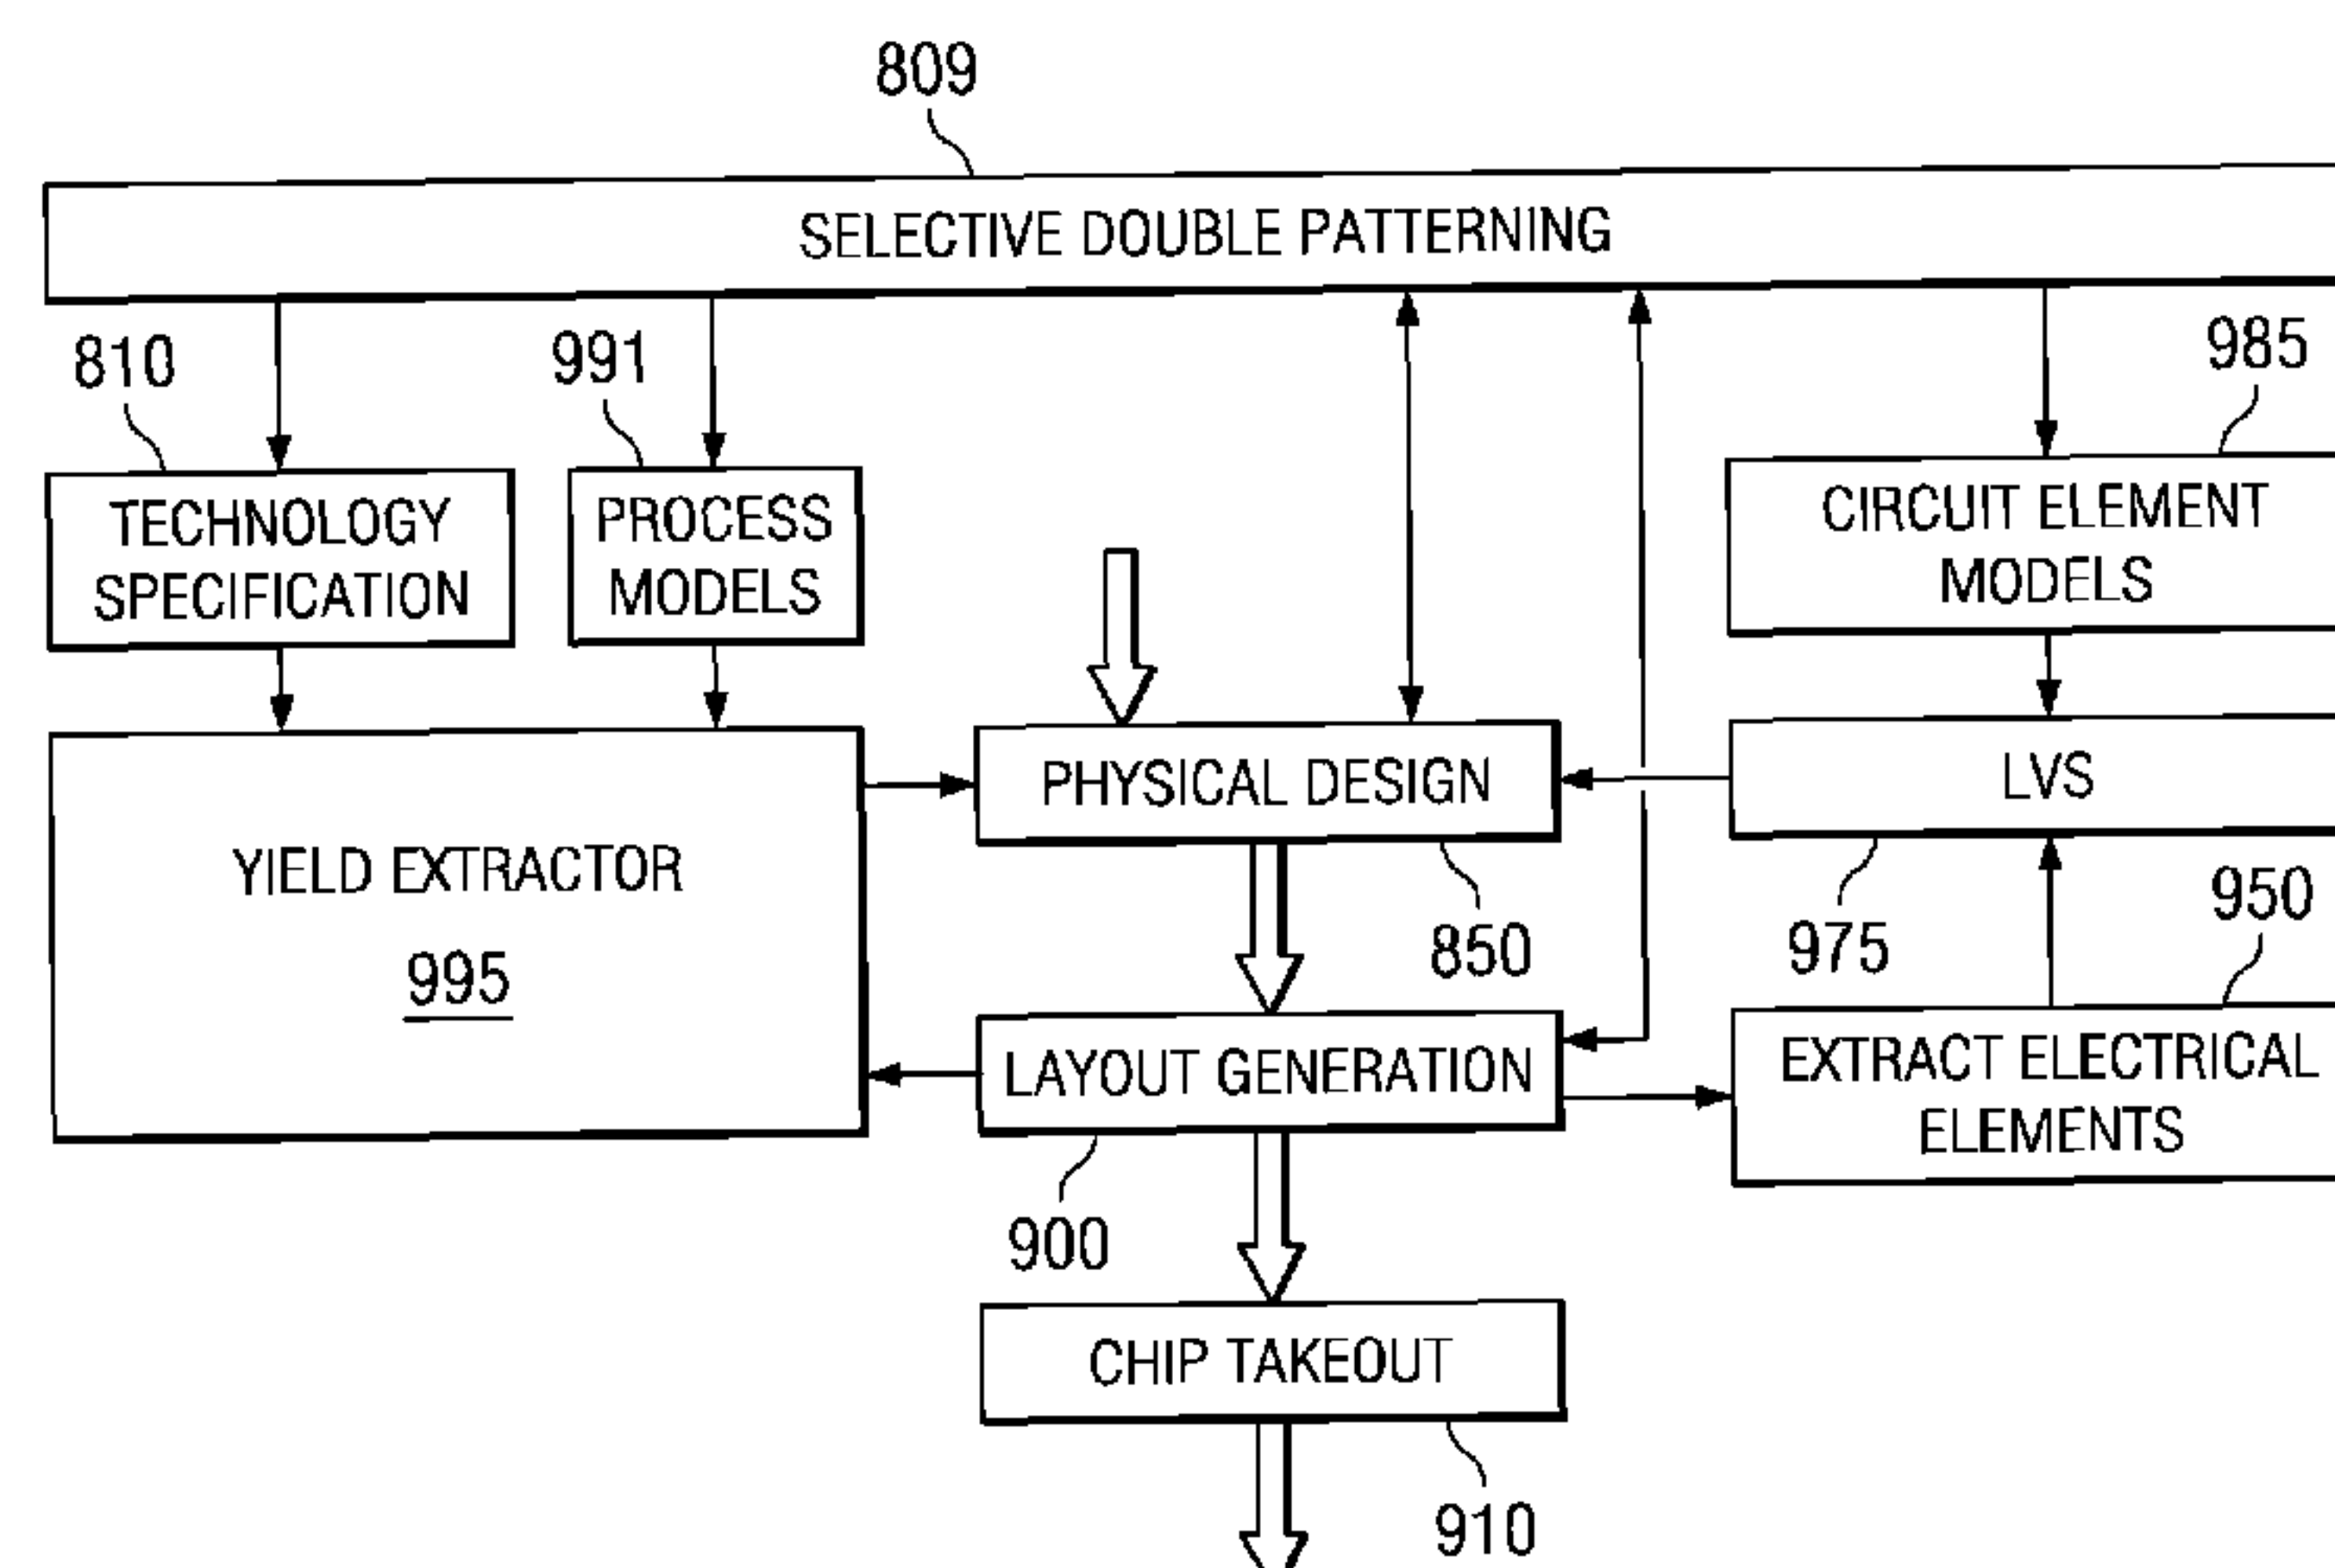 809
SELECTIVE DOUBLE PATTERNING
810
991
985
TECHNOLOGY
SPECIFICATION
PROCESS
MODELS
CIRCUIT ELEMENT
MODELS
PHYSICAL DESIGN
LVS
YIELD EXTRACTOR
995
850
975
950
LAYOUT GENERATION
EXTRACT ELECTRICAL
ELEMENTS
900
CHIP TAKEOUT
910